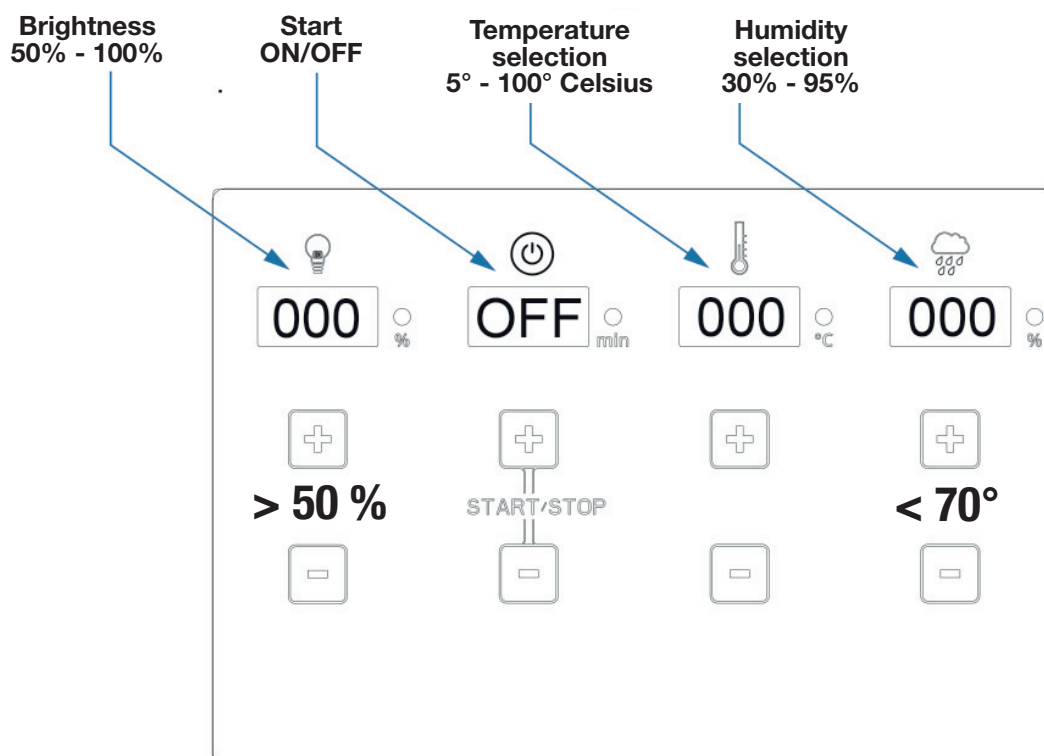 Brightness
50% - 100%
Start
ON/OFF
Temperature
selection
5° - 100° Celsius
Humidity
selection
30% - 95%
000 %
OFF min
000 °C
000 %
> 50 %
START/STOP
< 70°